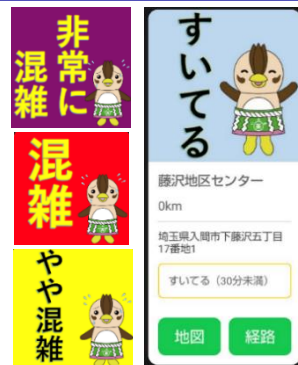 非常に
混雑
混雑
やや混雑
すいてる
藤沢地区センター
0km
埼玉県入間市下藤沢五丁目
17番地1
すいてる（30分未満）
地図
経路